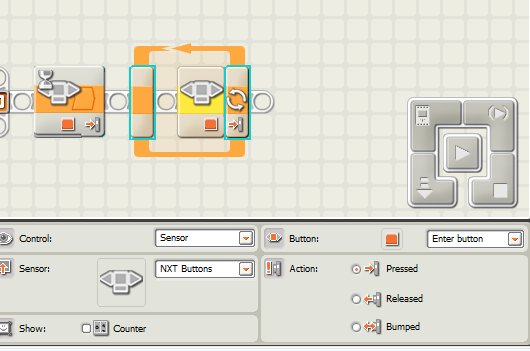 Control: Sensor Button: Enter button
Sensor: NXT Buttons Action: Pressed
Released
Show: Counter Bumped